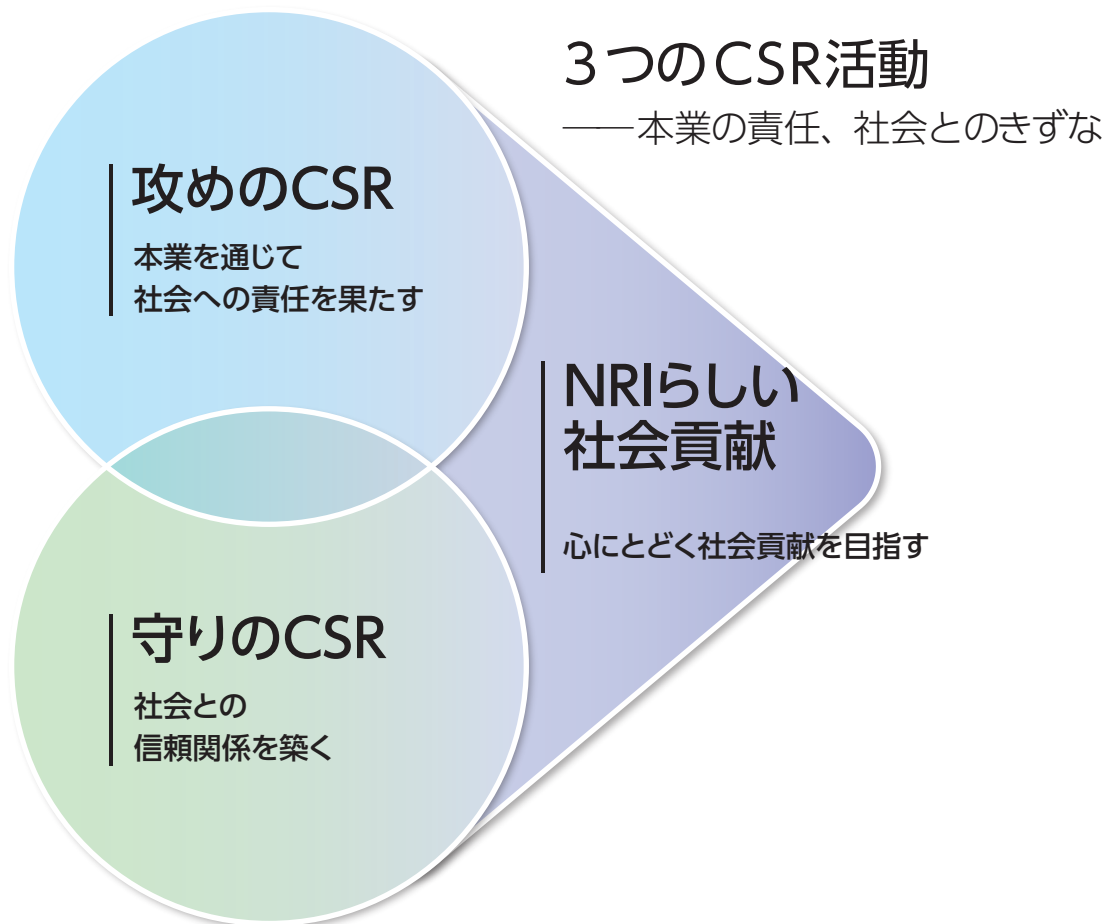 3つのCSR活動
——本業の責任、社会とのきずな
攻めのCSR
本業を通じて
社会への責任を果たす
NRIらしい
社会貢献
心にとどく社会貢献を目指す
守りのCSR
社会との
信頼関係を築く